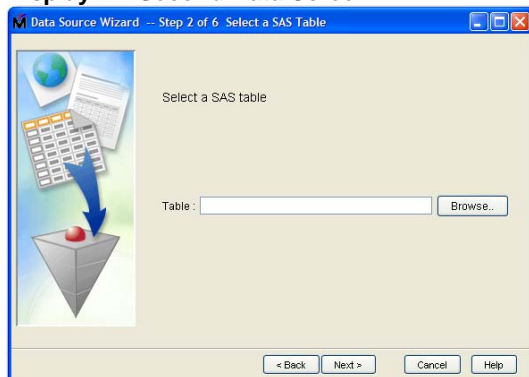 Data Source Wizard -- Step 2 of 6 Select a SAS Table
Select a SAS table
Table :
Browse..
< Back
Next >
Cancel
Help